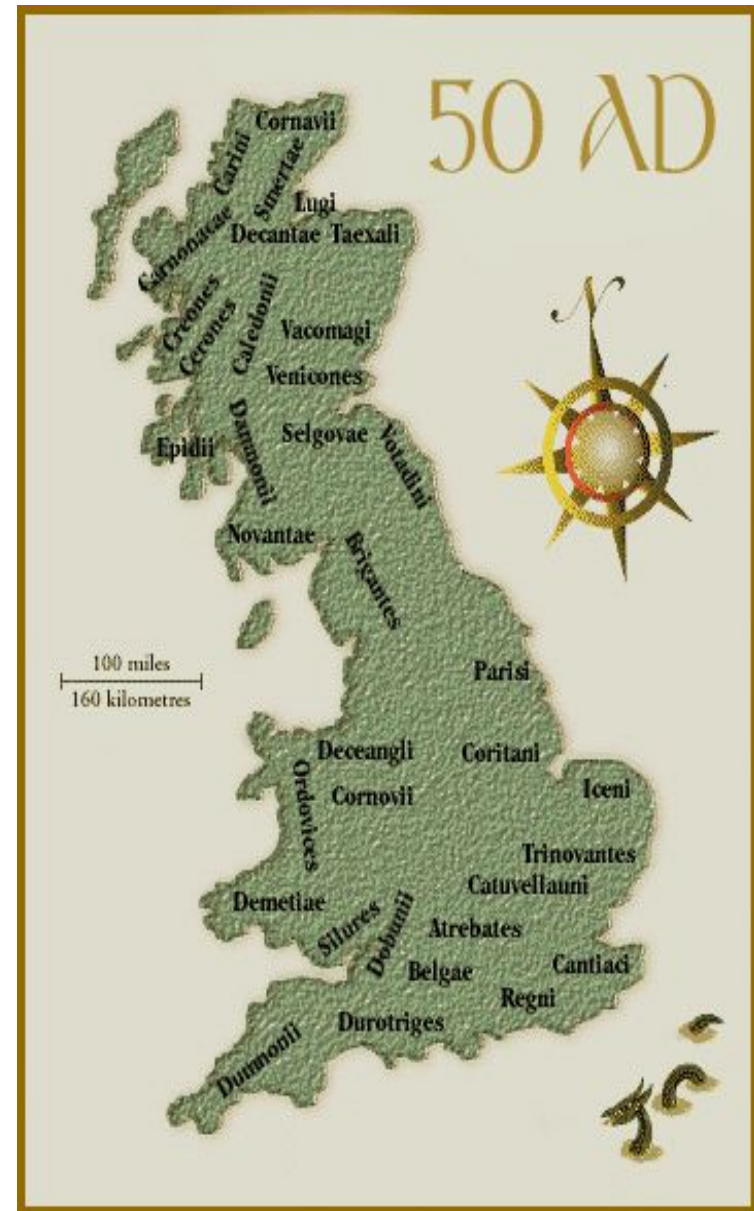 50 AD
Cornavii
Carini
Smertae
Lugi
Carnonacae
Decantae
Taexali
N
Creones
Cerones
Caledonii
Vacomagi
Venicones
Epidii
Damnonii
Selgovae
Votadini
Novantae
Brigantes
100 miles
160 kilometres
Parisi
Deceangli
Coritani
Ordovices
Cornovii
Iceni
Trinovantes
Catuvellauni
Demetiae
Silures
Dobunii
Atrebates
Belgae
Cantiaci
Regni
Durotriges
Dumnonii